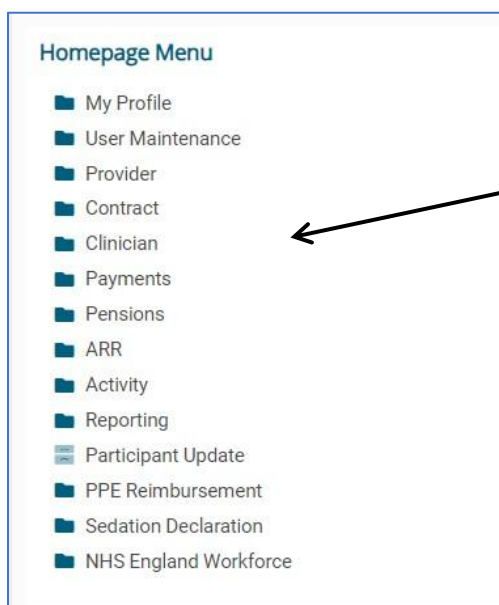 Homepage Menu
My Profile
User Maintenance
Provider
Contract
Clinician
Payments
Pensions
ARR
Activity
Reporting
Participant Update
PPE Reimbursement
Sedation Declaration
NHS England Workforce